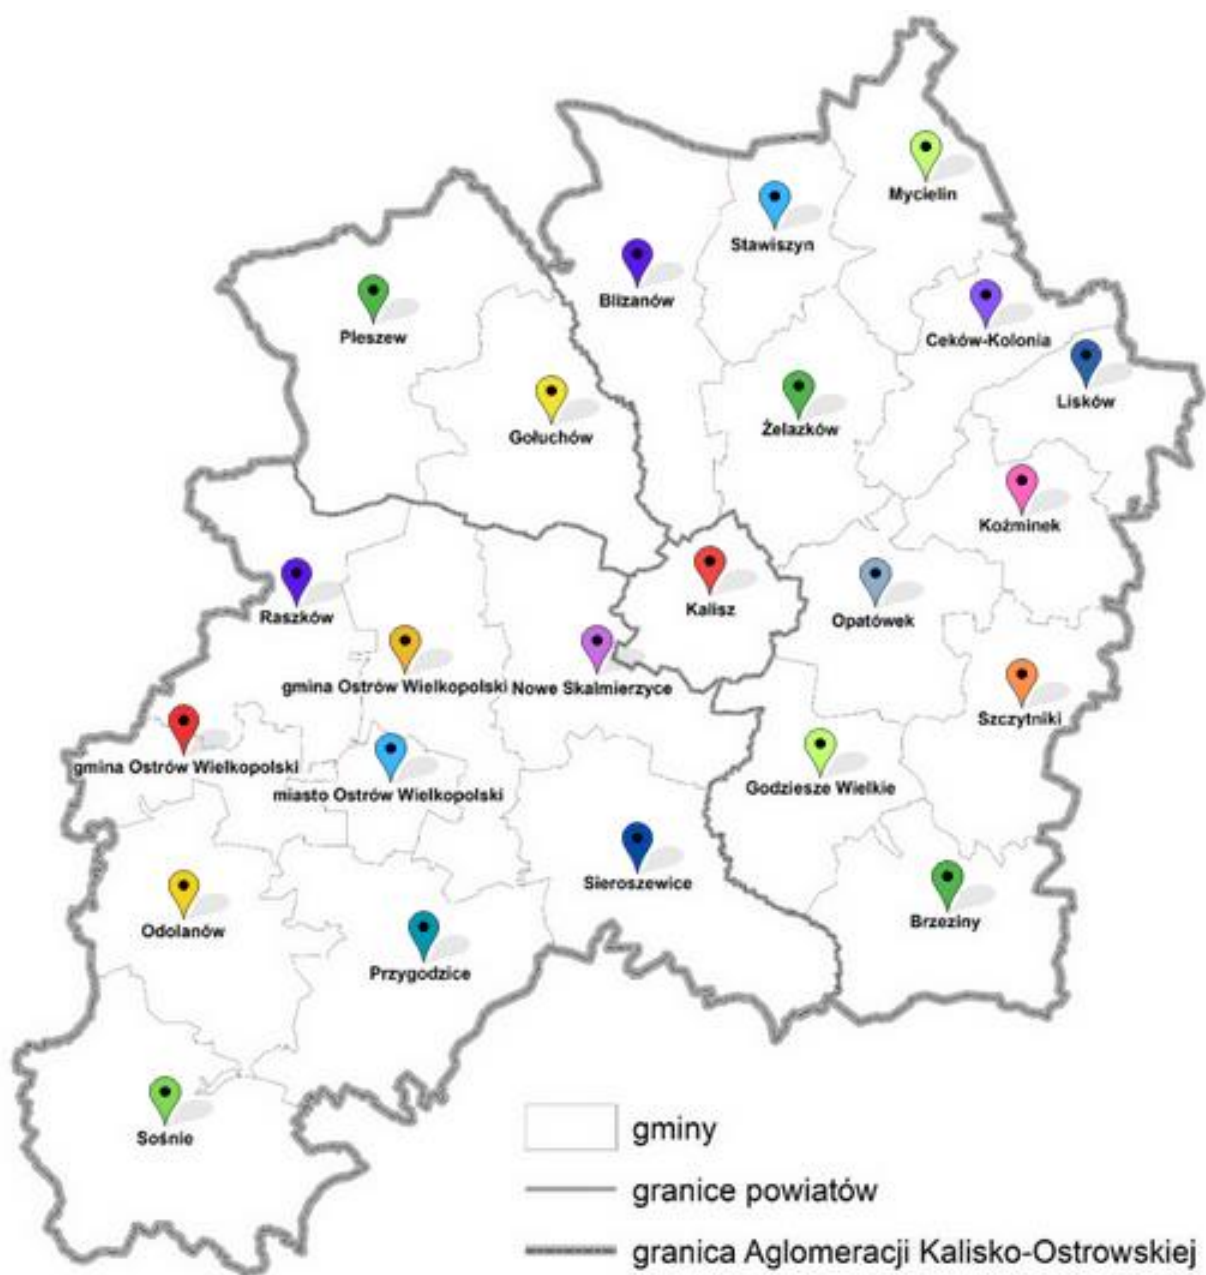 Mycielin
Stawiszyn
Blizanów
Pleszew
Ceków-Kolonia
Lisków
Gołuchów
Żelazków
Koźminek
Raszków
Kalisz
Opatówek
gmina Ostrów Wielkopolski
Nowe Skalmierzyce
Szczytniki
gmina Ostrów Wielkopolski
miasto Ostrów Wielkopolski
Godziesze Wielkie
Sieroszewice
Odolanów
Brzeziny
Przygodzice
Sośnie
gminy
granice powiatów
granica Aglomeracji Kalisko-Ostrowskiej